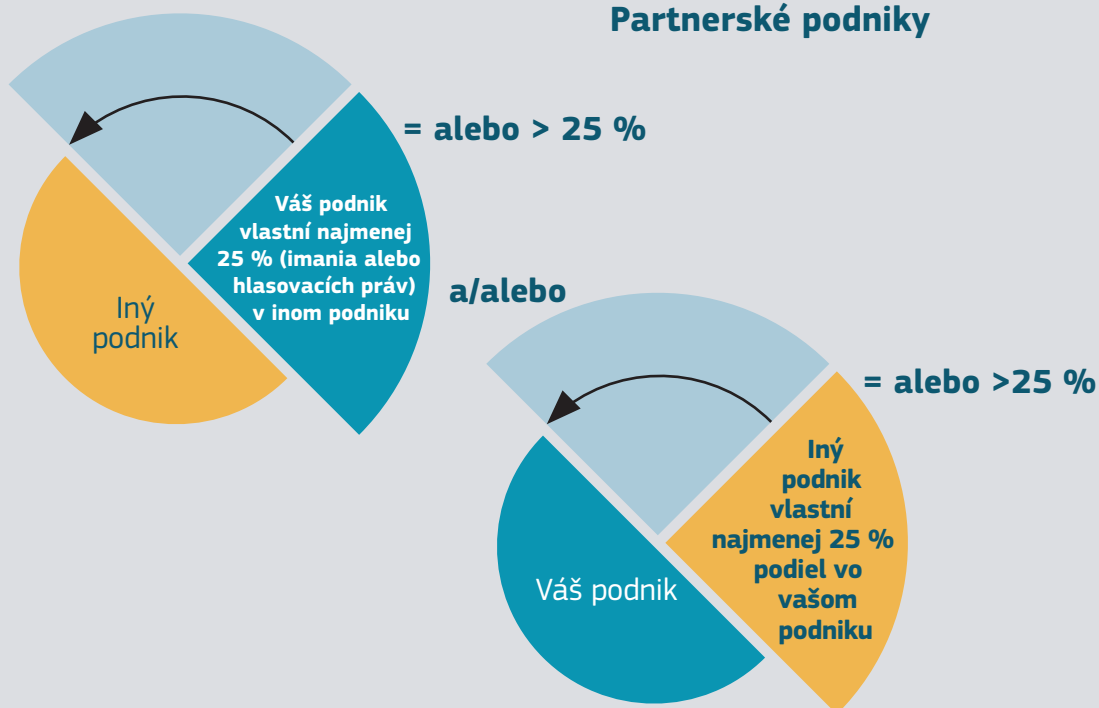 Partnerské podniky
= alebo > 25 %
Váš podnik
vlastní najmenej
25 % (imania alebo
hlasovacích práv)
v inom podniku
Iný
podnik
a/alebo
= alebo >25 %
Iný
podnik
vlastní
najmenej 25 %
podiel vo
vašom
podniku
Váš podnik